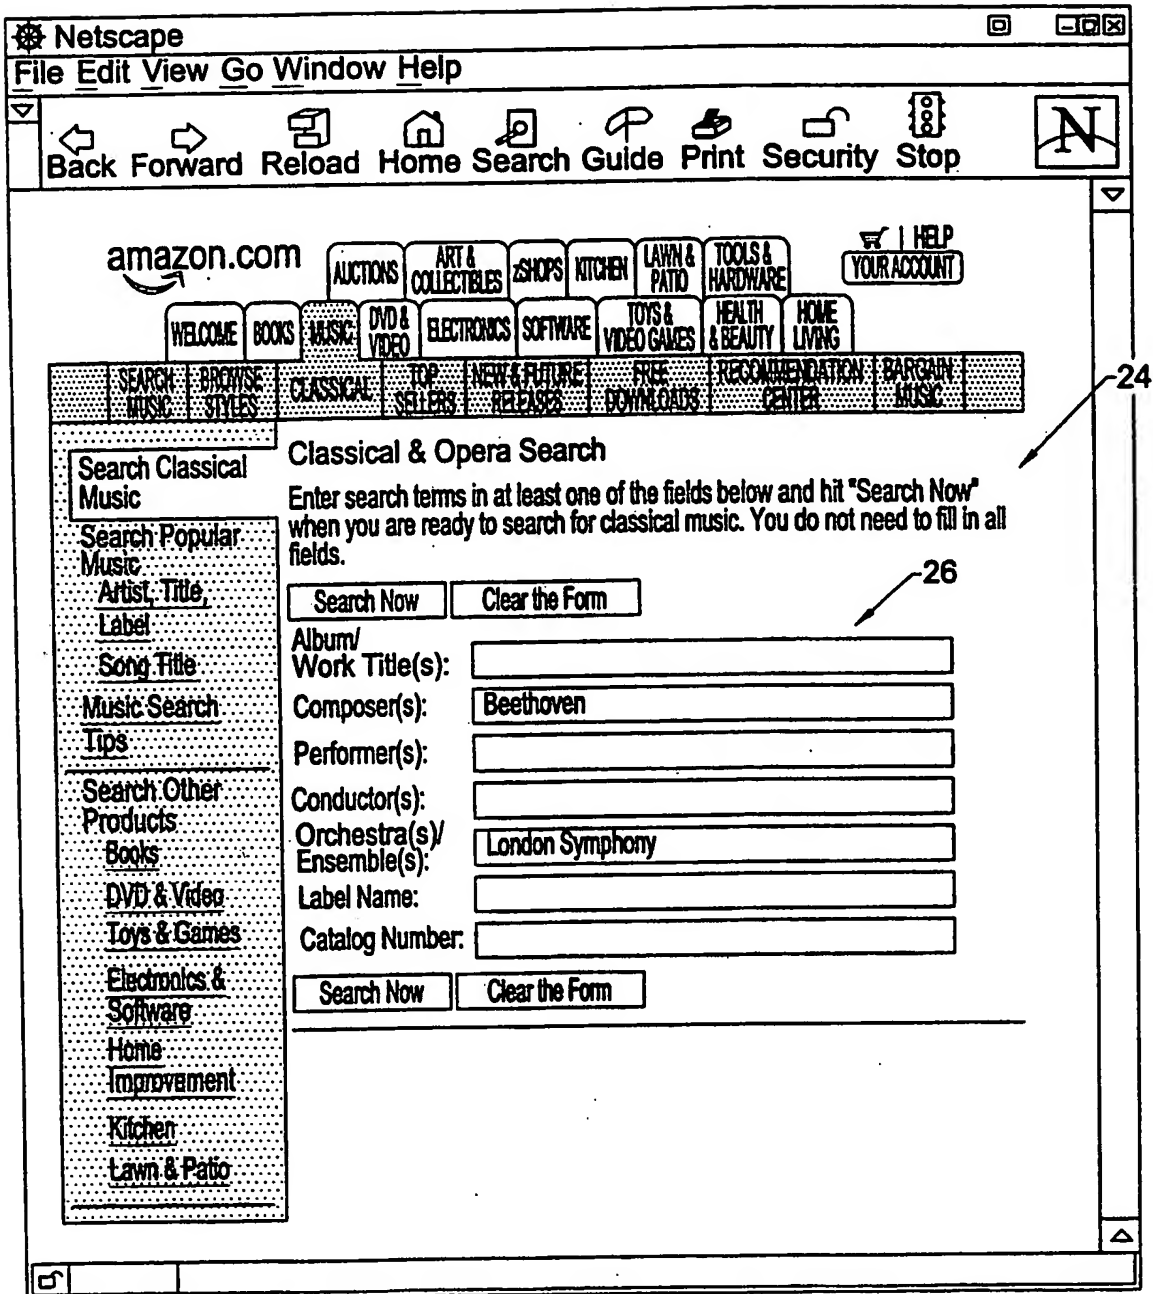 Netscape
File Edit View Go Window Help
Back Forward Reload Home Search Guide Print Security Stop
N
amazon.com
AUCTIONS
ART &
COLLECTIBLES
zSHOPS
KITCHEN
LAWN &
PATIO
TOOLS &
HARDWARE
| HELP
YOUR ACCOUNT
WELCOME
BOOKS
MUSIC
DVD &
VIDEO
ELECTRONICS
SOFTWARE
TOYS &
VIDEO GAMES
HEALTH
& BEAUTY
HOME
LIVING
SEARCH
MUSIC
BROWSE
STYLES
CLASSICAL
TOP
SELLERS
NEW & FUTURE
RELEASES
FREE
DOWNLOADS
RECOMMENDATION
CENTER
BARGAIN
MUSIC
24
Search Classical
Music
Search Popular
Music
Artist, Title,
Label
Song Title
Music Search
Tips
Search Other
Products
Books
DVD & Video
Toys & Games
Electronics &
Software
Home
Improvement
Kitchen
Lawn & Patio
Classical & Opera Search
Enter search terms in at least one of the fields below and hit "Search Now"
when you are ready to search for classical music. You do not need to fill in all
fields.
26
Search Now Clear the Form
Album/
Work Title(s):
Composer(s): Beethoven
Performer(s):
Conductor(s):
Orchestra(s)/
Ensemble(s): London Symphony
Label Name:
Catalog Number:
Search Now Clear the Form